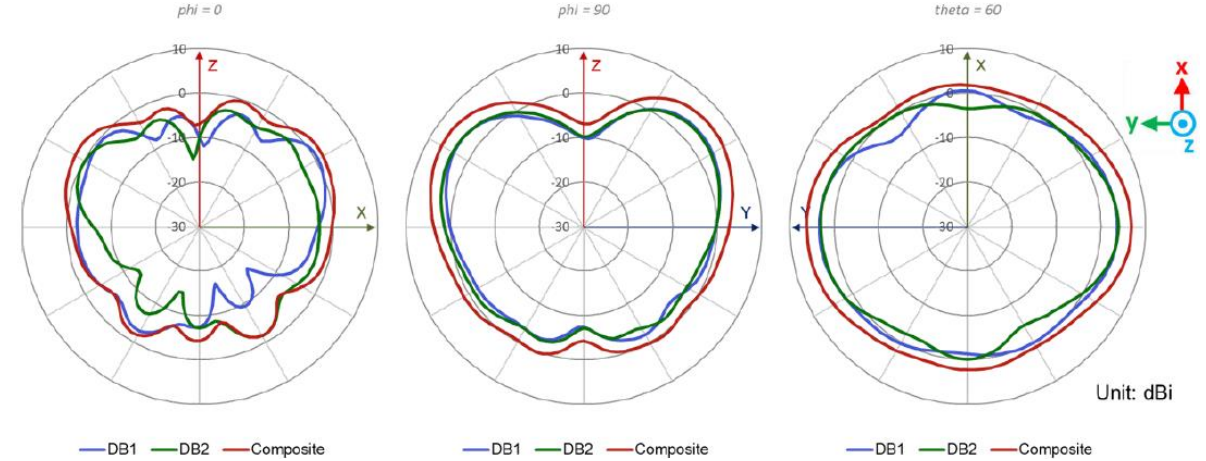 phi = 0
phi = 90
theta = 60
10
10
10
Z
Z
X
x
0
0
0
-10
-10
-10
y
z
-20
-20
-20
30
X
30
Y
Y
30
Unit: dBi
DB1 DB2 Composite
DB1 DB2 Composite
DB1 DB2 Composite